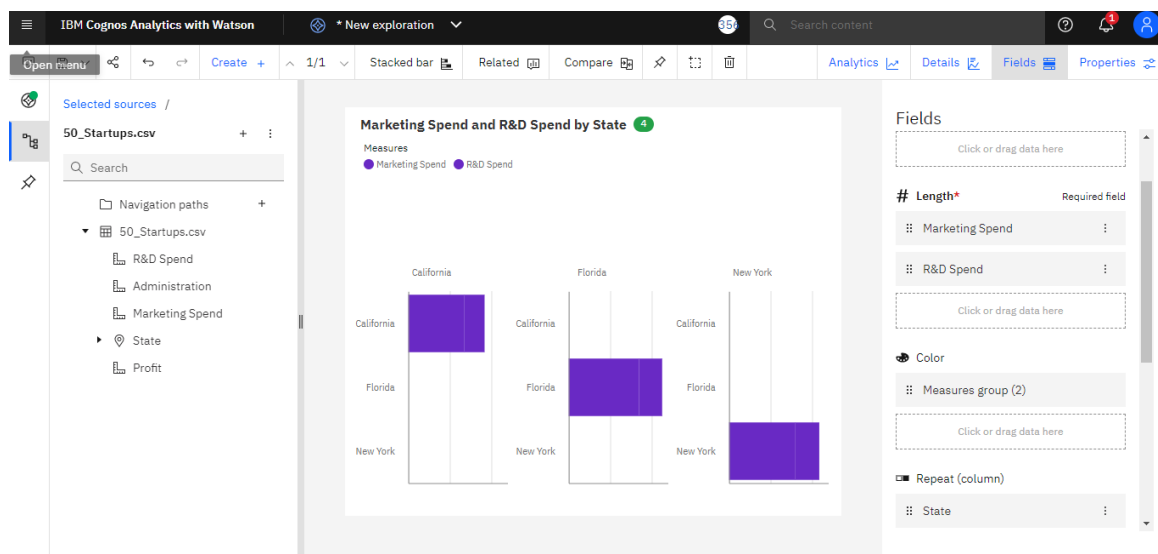 IBM Cognos Analytics with Watson
* New exploration
356
Search content
1
Open menu
Create +
1/1
Stacked bar
Related
Compare
Analytics
Details
Fields
Properties
Selected sources /
50_Startups.csv
Search
Navigation paths
50_Startups.csv
R&D Spend
Administration
Marketing Spend
State
Profit
Marketing Spend and R&D Spend by State 4
Measures
Marketing Spend R&D Spend
California Florida New York
California California California
Florida Florida Florida
New York New York New York
Fields
Click or drag data here
# Length* Required field
Marketing Spend
R&D Spend
Click or drag data here
Color
Measures group (2)
Click or drag data here
Repeat (column)
State